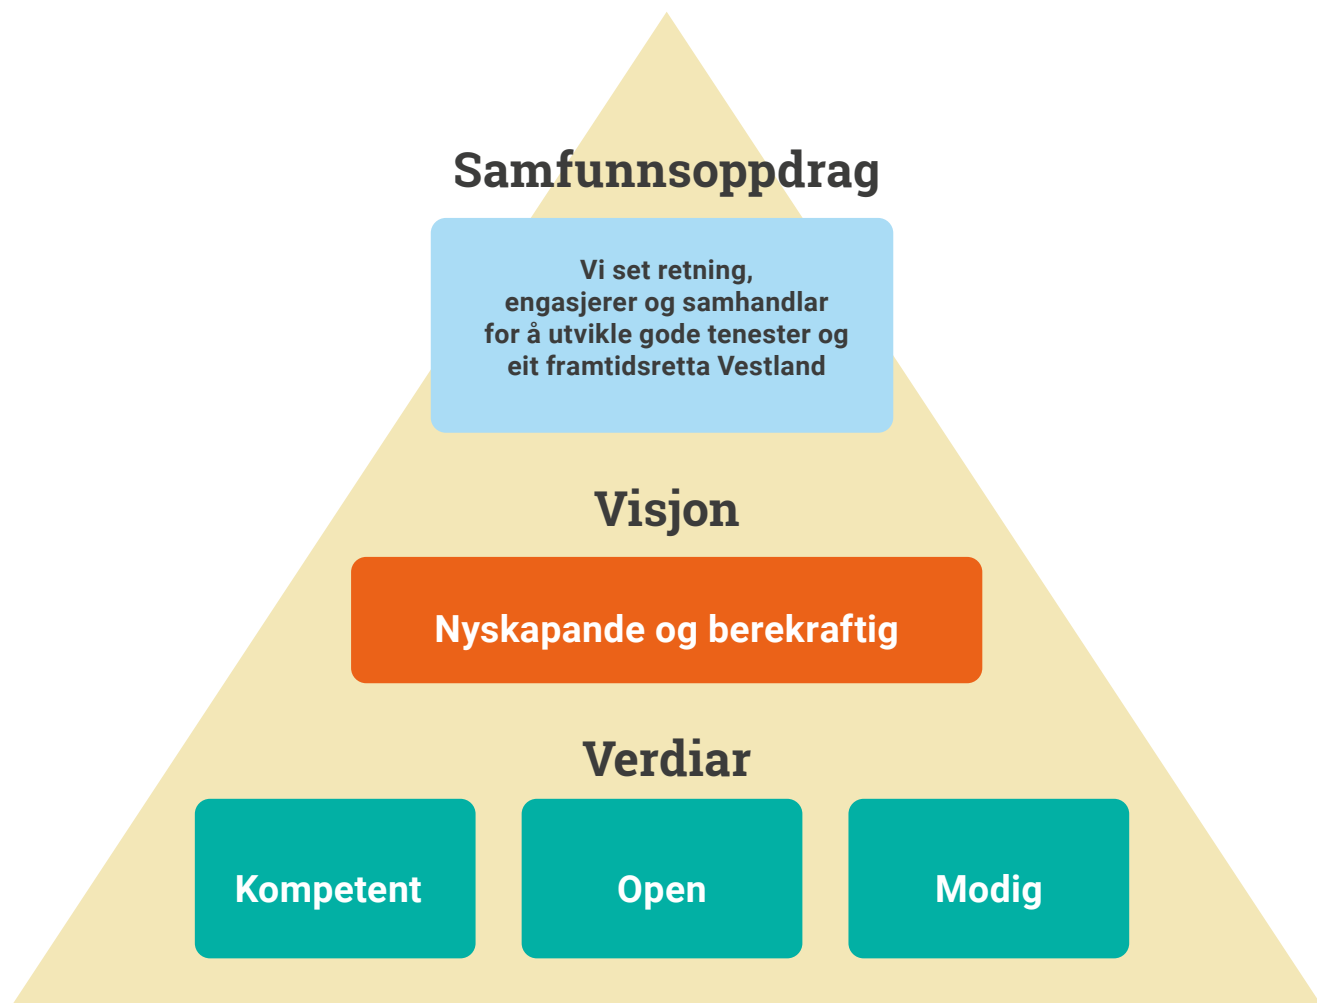 Samfunnsoppdrag
Vi set retning,
engasjerer og samhandlar
for å utvikle gode tenester og
eit framtidsretta Vestland
Visjon
Nyskapande og berekraftig
Verdiar
Kompetent
Open
Modig